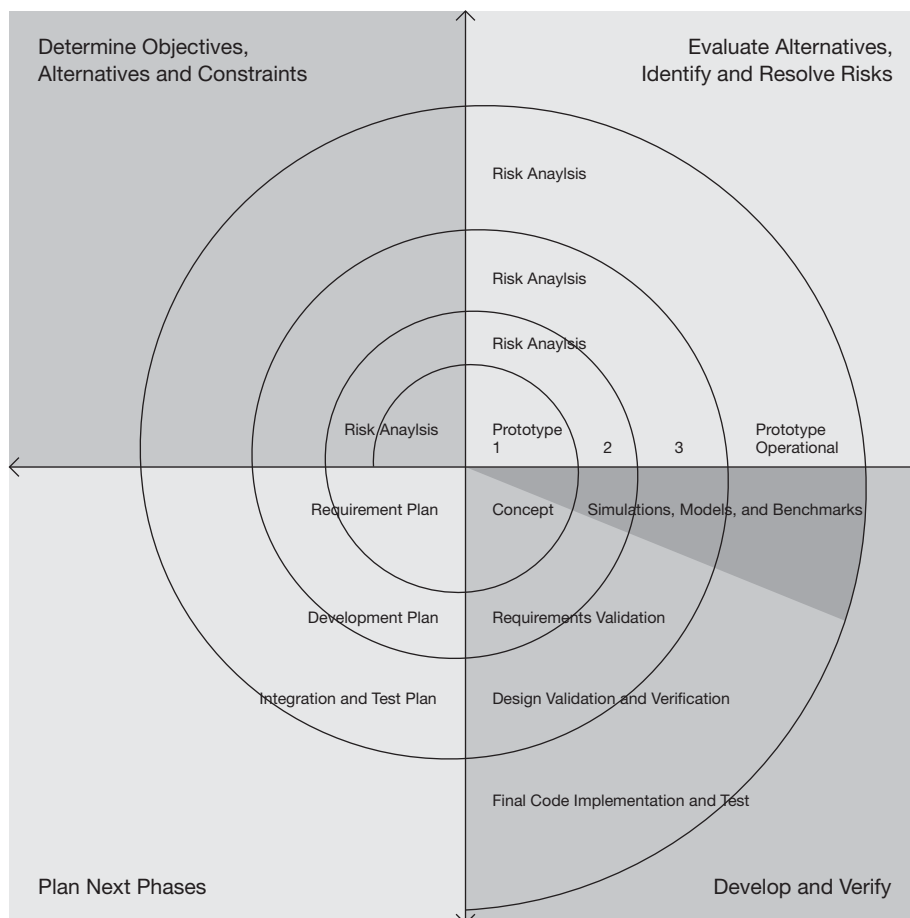 Determine Objectives,
Alternatives and Constraints
Evaluate Alternatives,
Identify and Resolve Risks
Risk Anaylsis
Risk Anaylsis
Risk Anaylsis
Risk Anaylsis
Prototype
1
2
3
Prototype
Operational
Requirement Plan
Concept
Simulations, Models, and Benchmarks
Development Plan
Requirements Validation
Integration and Test Plan
Design Validation and Verification
Final Code Implementation and Test
Plan Next Phases
Develop and Verify